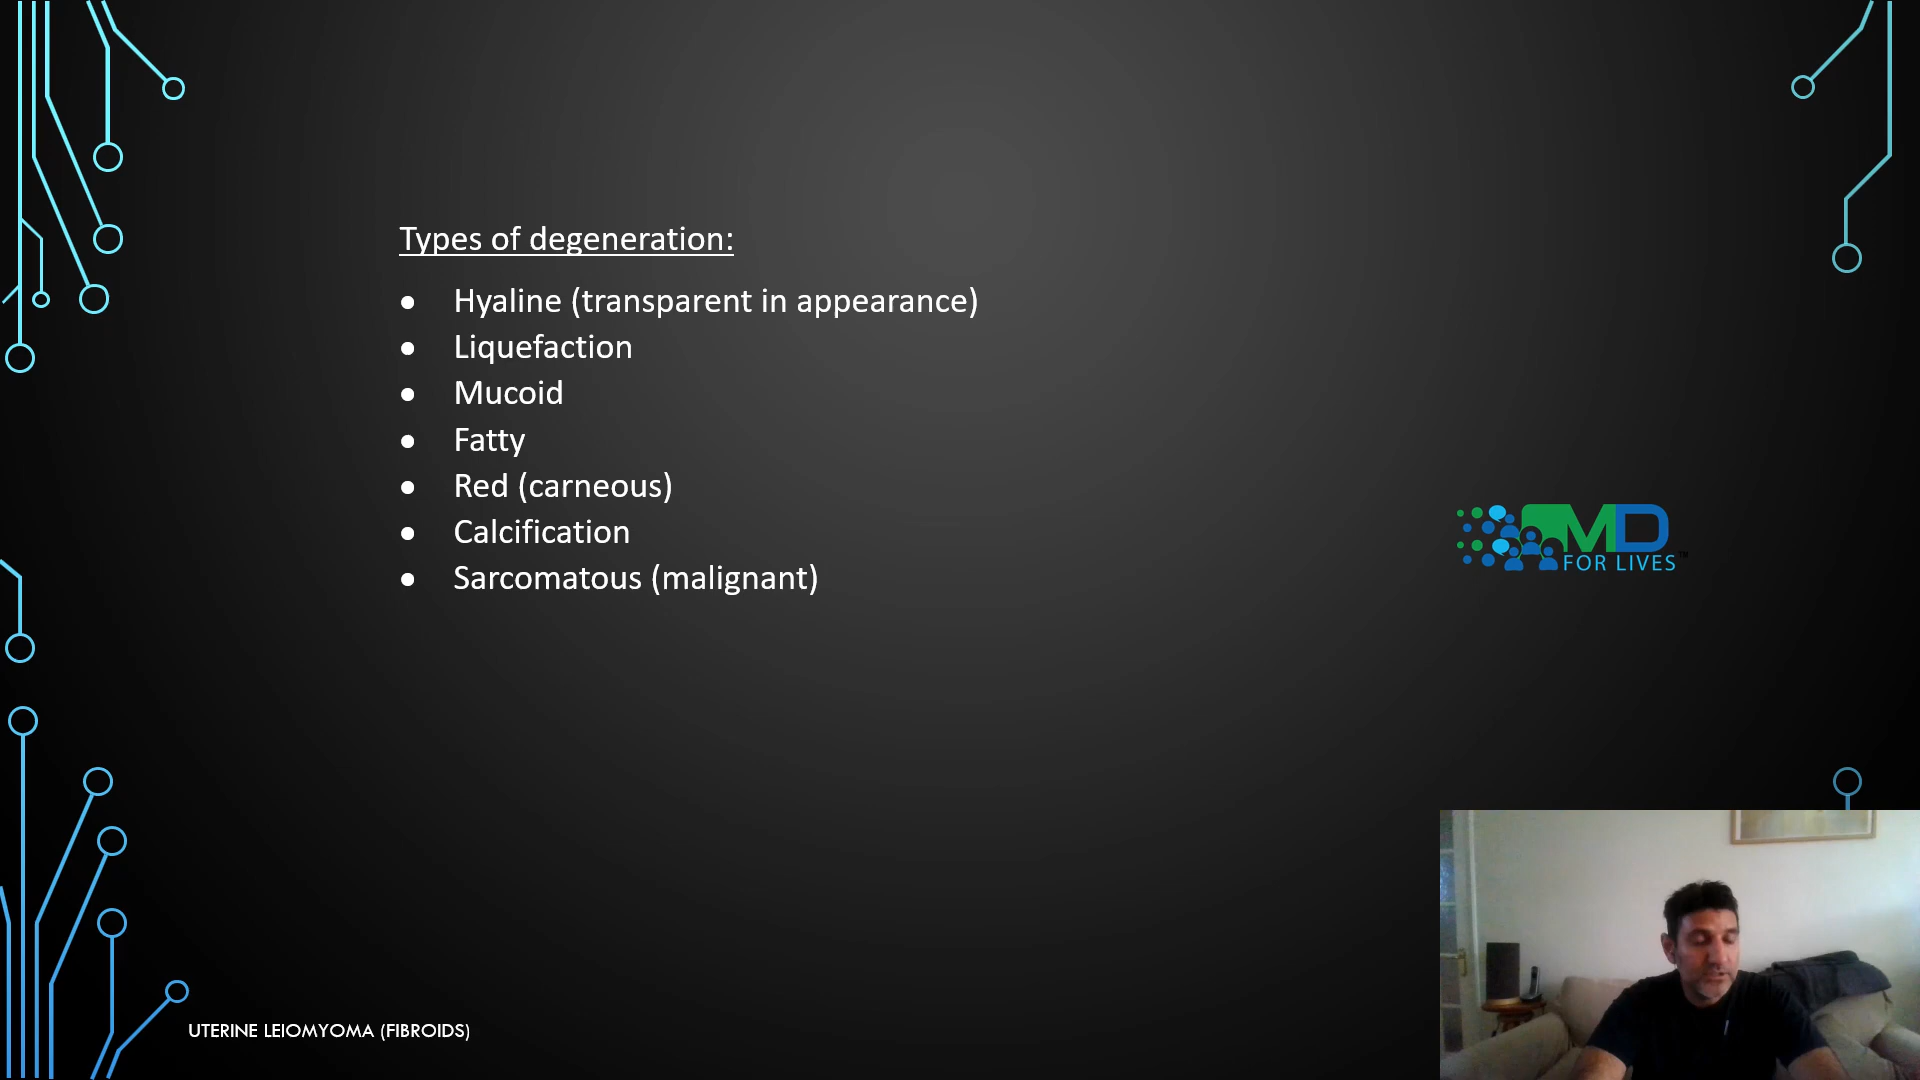 Types of degeneration:
● Hyaline (transparent in appearance)
● Liquefaction
● Mucoid
● Fatty
● Red (carneous)
● Calcification
● Sarcomatous (malignant)
MD
FOR LIVES™
UTERINE LEIOMYOMA (FIBROIDS)